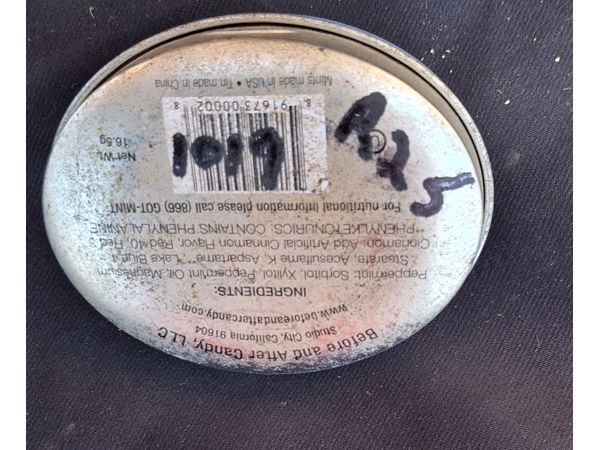 Before and After Candy, LLC
Studio City, California 91604
www.beforeandaftercandy.com
INGREDIENTS:
Peppermint: Sorbitol, Xylitol, Peppermint Oil, Magnesium
Stearate, Acesulfame K, Aspartame** Lake Blue 1
Cinnamon: Add Artificial Cinnamon Flavor, Red 40, Red 3
**PHENYLKETONURICS: CONTAINS PHENYLALANINE
For nutritional information please call (866) GOT-MINT
1019
8 91673 00002 8
Net Wt
16.5g
Mints made in USA • Tin made in China